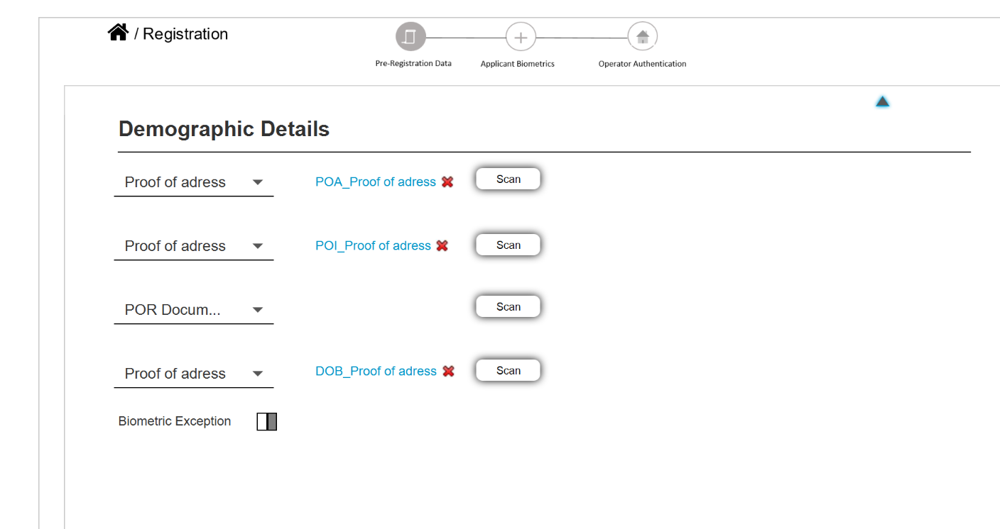 / Registration
Pre-Registration Data
Applicant Biometrics
Operator Authentication
Demographic Details
Proof of adress
POA_Proof of adress
Scan
Proof of adress
POI_Proof of adress
Scan
POR Docum...
Scan
Proof of adress
DOB_Proof of adress
Scan
Biometric Exception